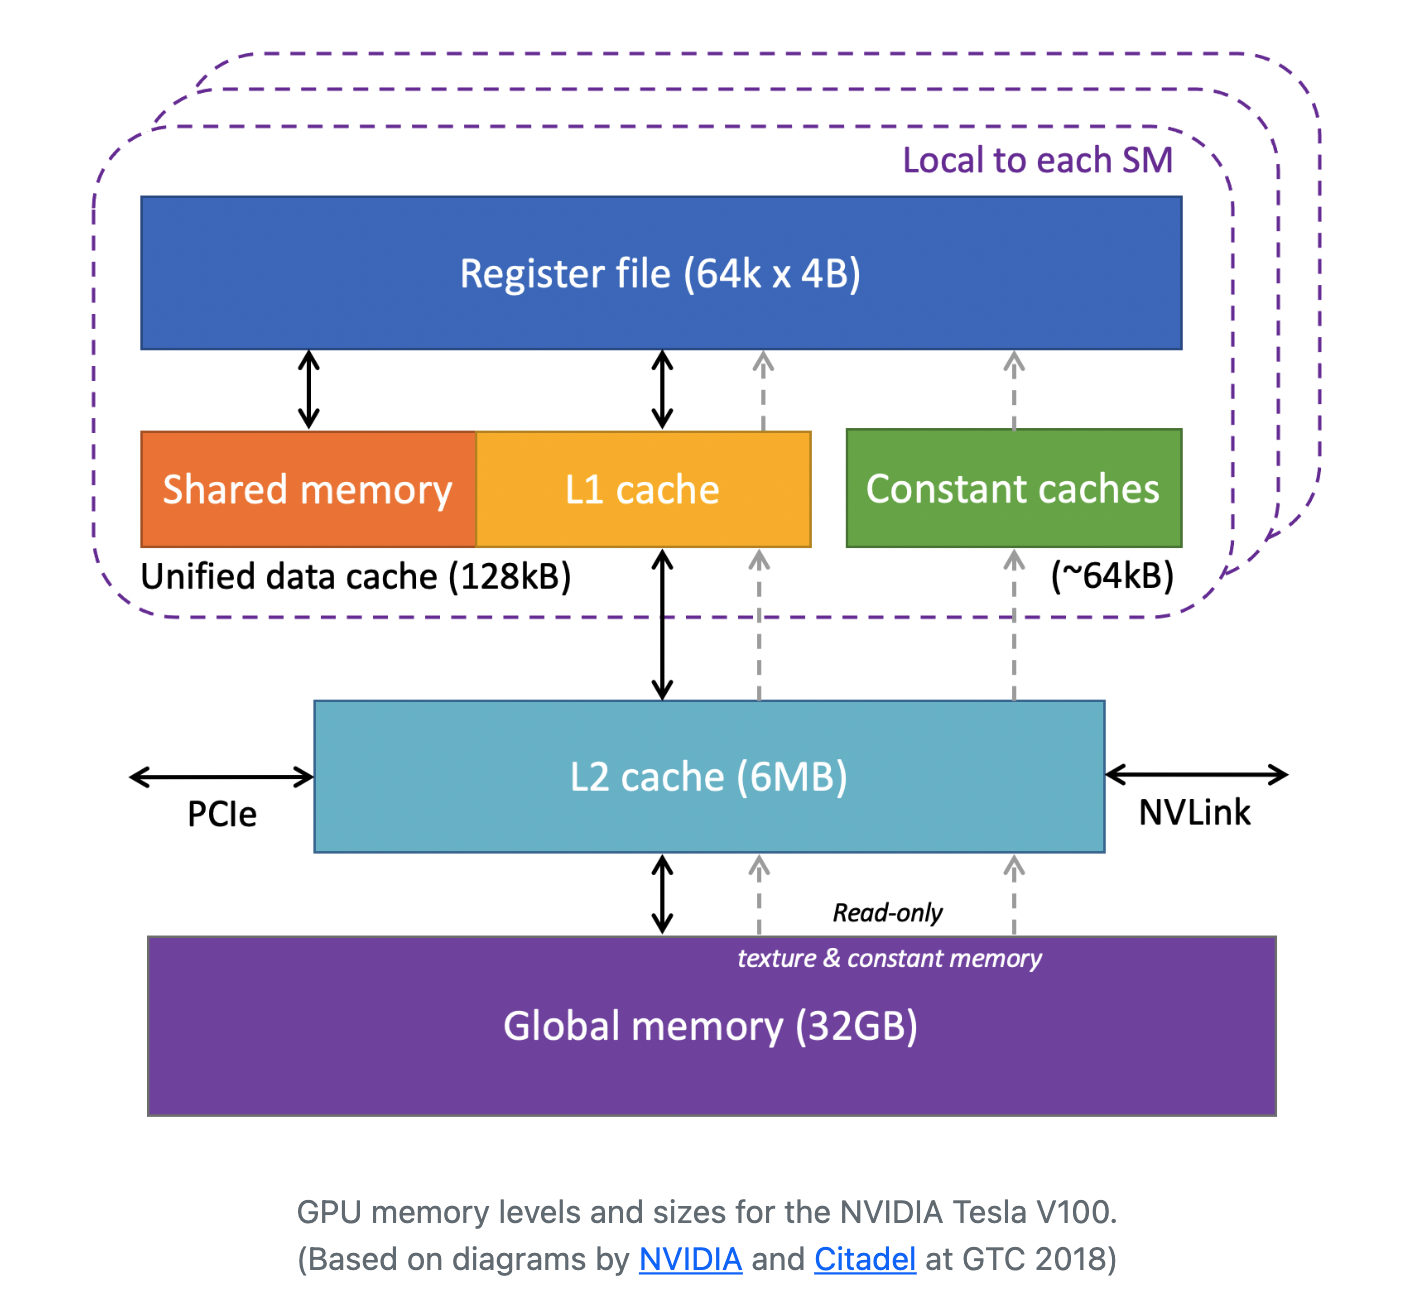 Local to each SM
Register file (64k x 4B)
Shared memory
L1 cache
Constant caches
Unified data cache (128kB)
(~64kB)
L2 cache (6MB)
PCIe
NVLink
Read-only
texture & constant memory
Global memory (32GB)
GPU memory levels and sizes for the NVIDIA Tesla V100.
(Based on diagrams by NVIDIA and Citadel at GTC 2018)